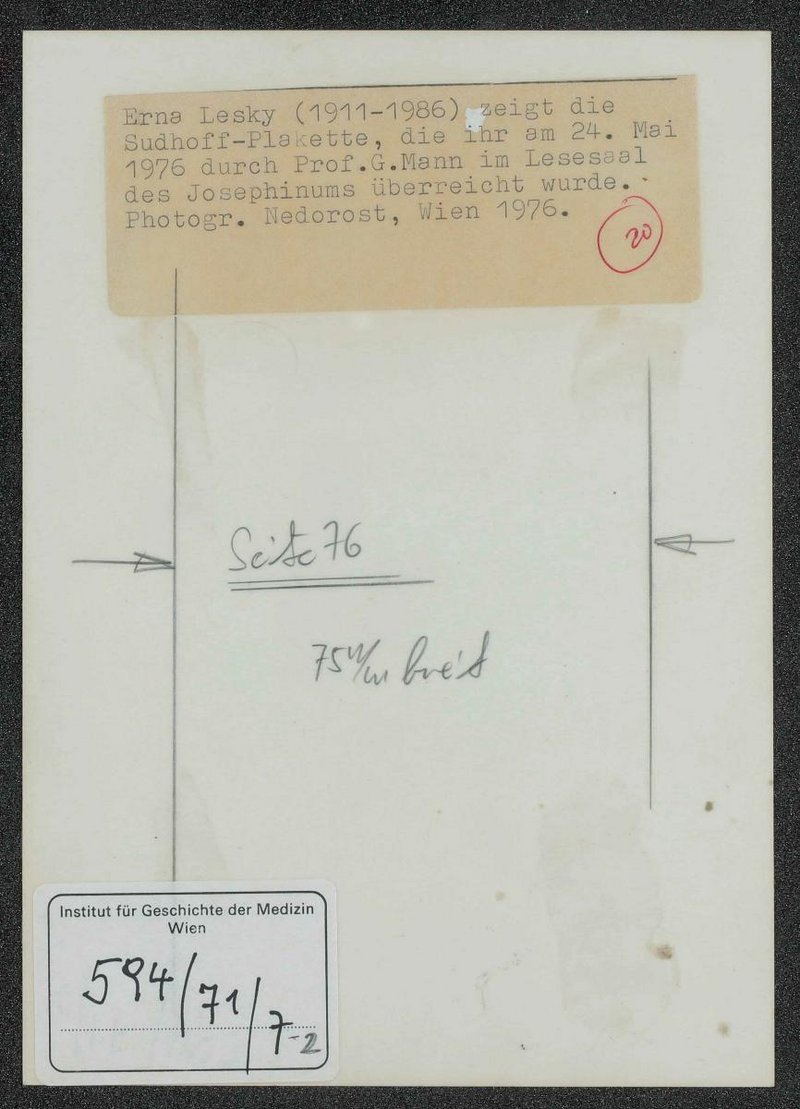 Erna Lesky (1911-1986) zeigt die
Sudhoff-Plakette, die ihr am 24. Mai
1976 durch Prof.G.Mann im Lesesaal
des Josephinums überreicht wurde.
Photogr. Nedorost, Wien 1976.
20
Seite 76
75 m/m breit
Institut für Geschichte der Medizin
Wien
594/71/7-2